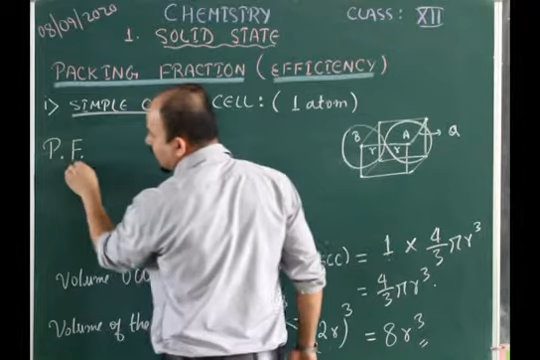 08/09/2020
CHEMISTRY CLASS: XII
1. SOLID STATE
PACKING FRACTION (EFFICIENCY)
i> SIMPLE C CELL: (1 atom)
B A r r a
P.F.
Volume = 1 × 4/3 πr³
= 4/3 πr³.
Volume of the 2r)³ = 8r³